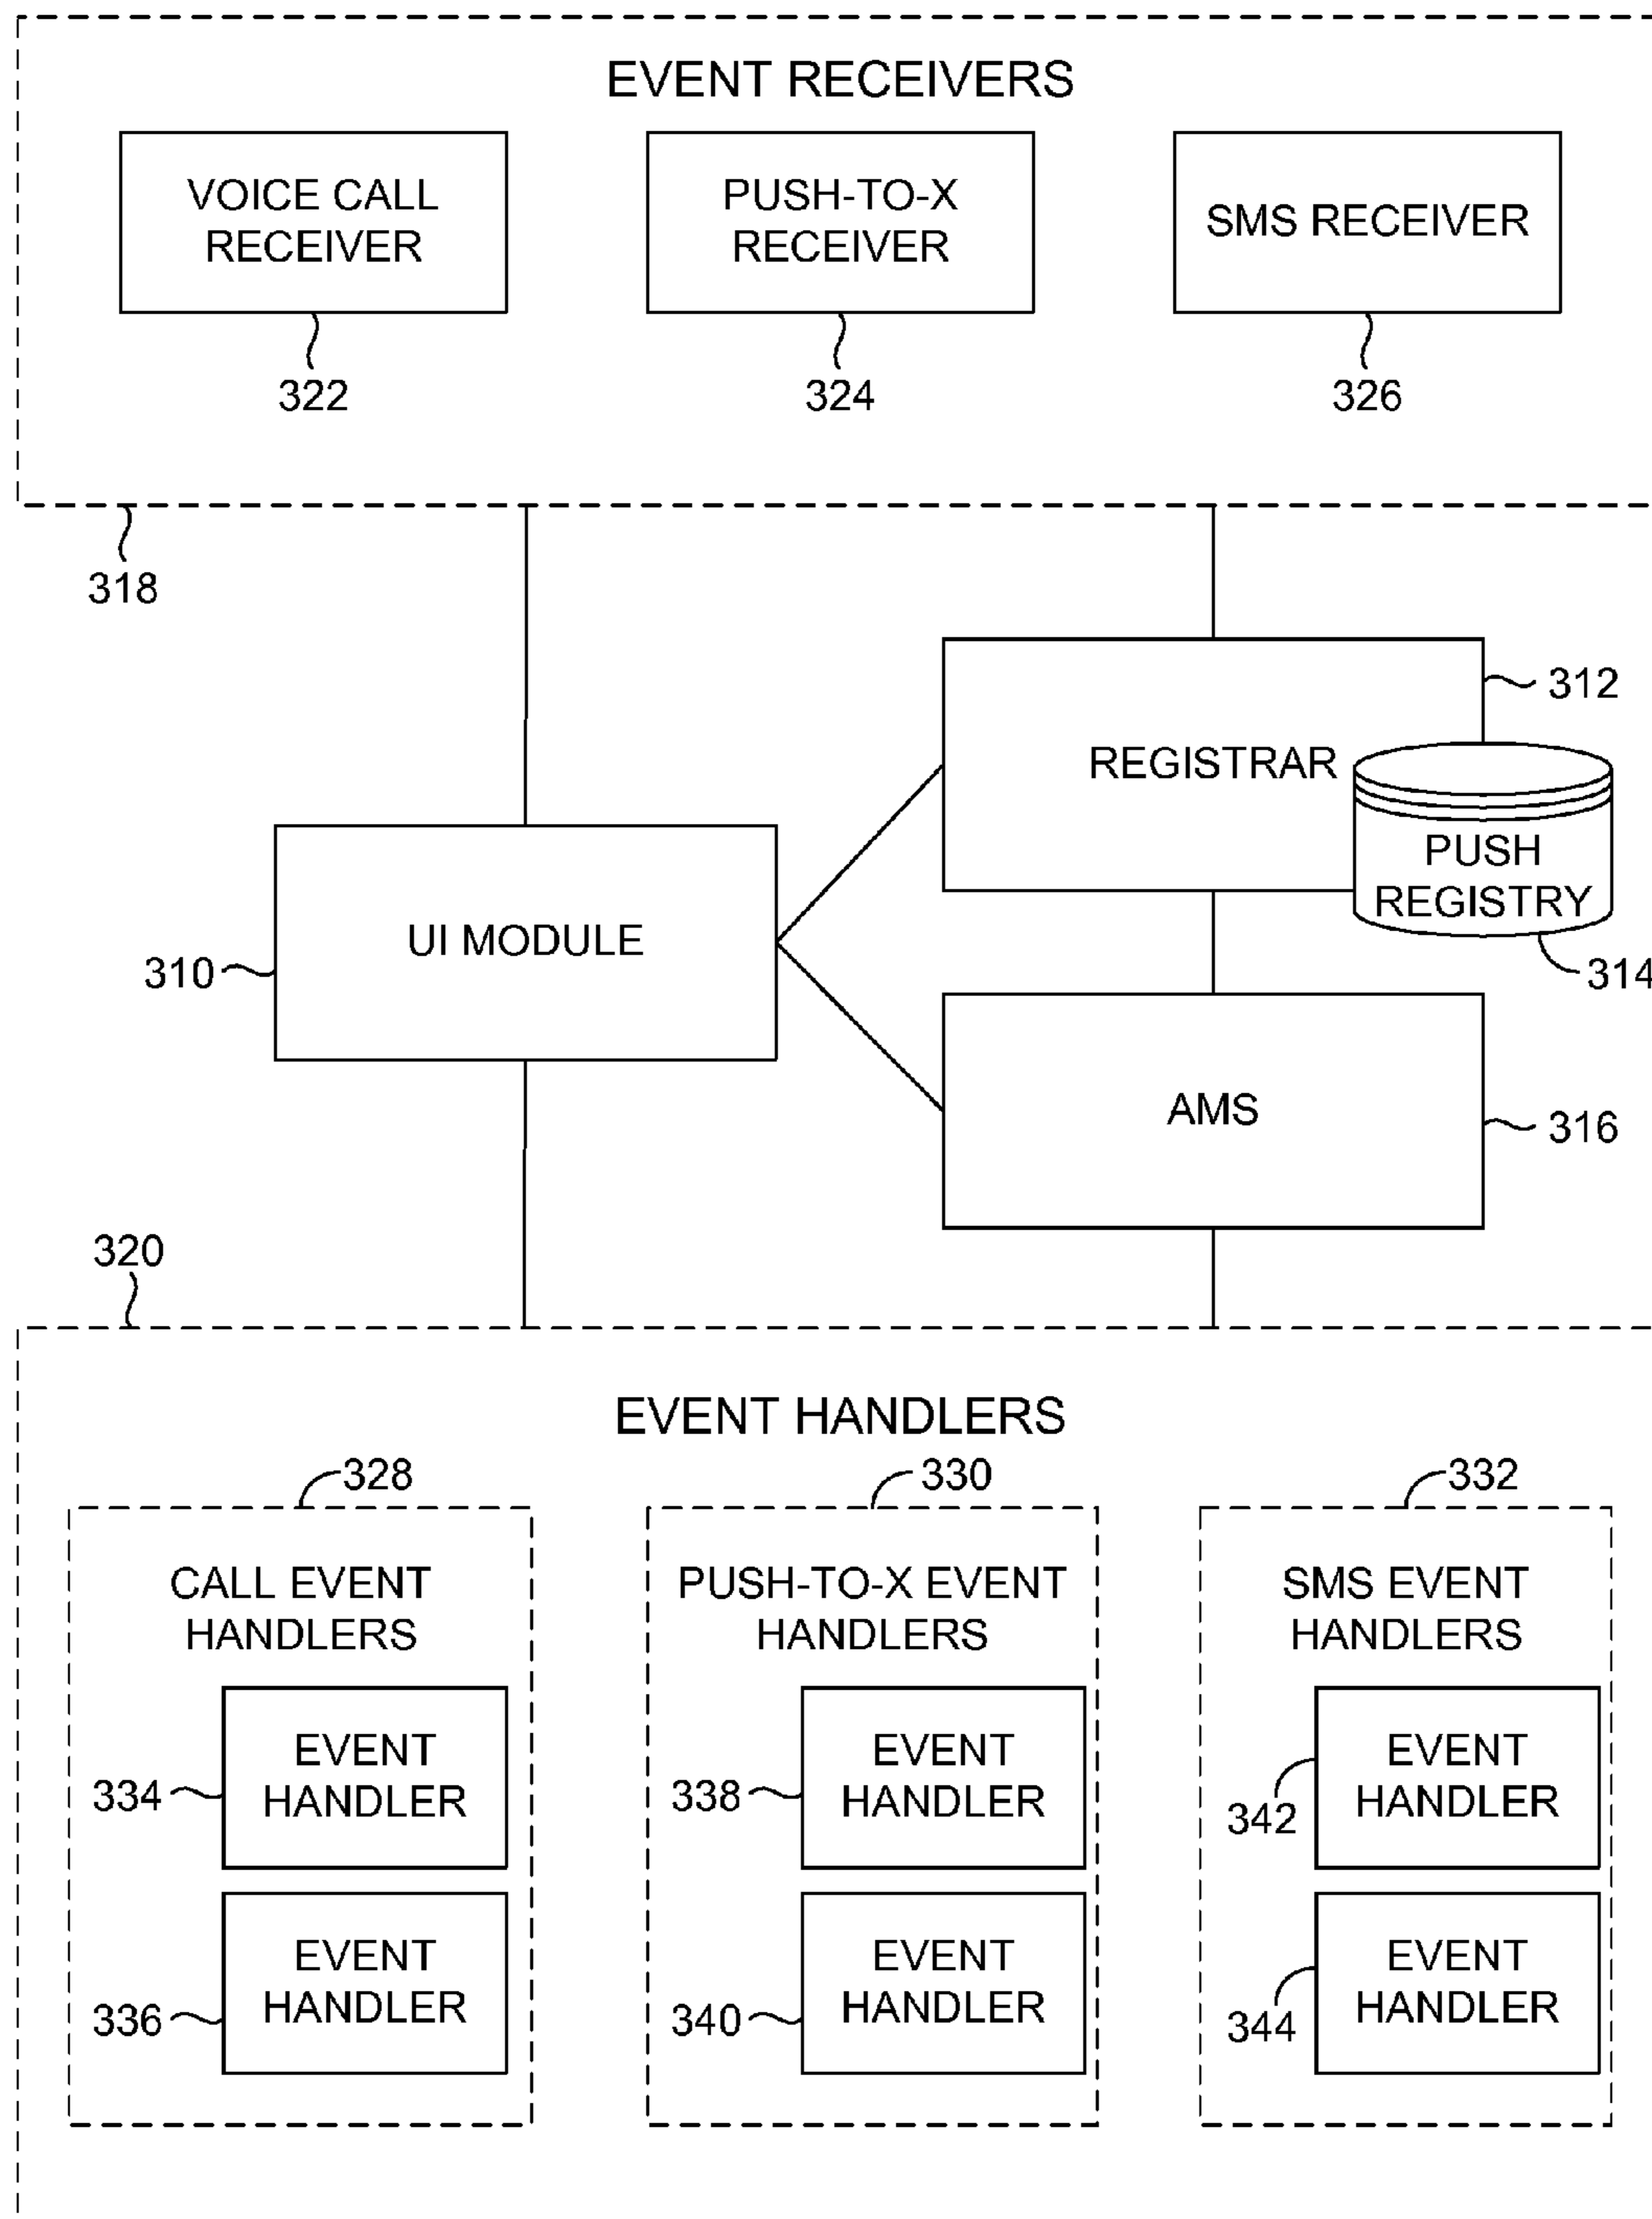 EVENT RECEIVERS
VOICE CALL
RECEIVER
PUSH-TO-X
RECEIVER
SMS RECEIVER
322
324
326
318
312
REGISTRAR
PUSH
REGISTRY
314
UI MODULE
310
AMS
316
320
EVENT HANDLERS
328
330
332
CALL EVENT
HANDLERS
PUSH-TO-X EVENT
HANDLERS
SMS EVENT
HANDLERS
EVENT
HANDLER
334
EVENT
HANDLER
338
EVENT
HANDLER
342
EVENT
HANDLER
336
EVENT
HANDLER
340
EVENT
HANDLER
344